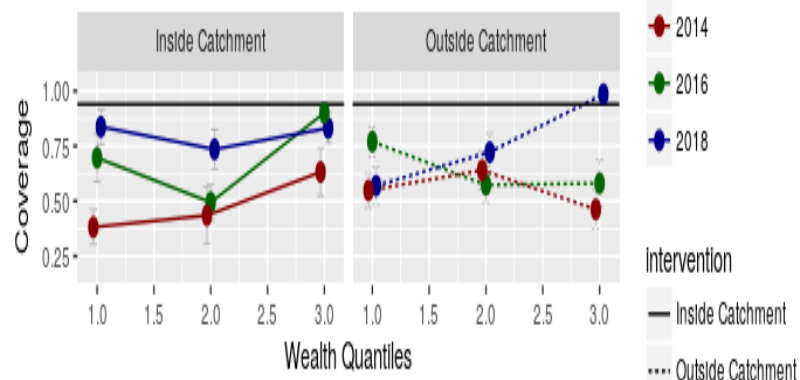 Inside Catchment
Outside Catchment
1.00
0.75
0.50
0.25
Coverage
1.0 1.5 2.0 2.5 3.0
1.0 1.5 2.0 2.5 3.0
Wealth Quantiles
2014
2016
2018
intervention
Inside Catchment
Outside Catchment